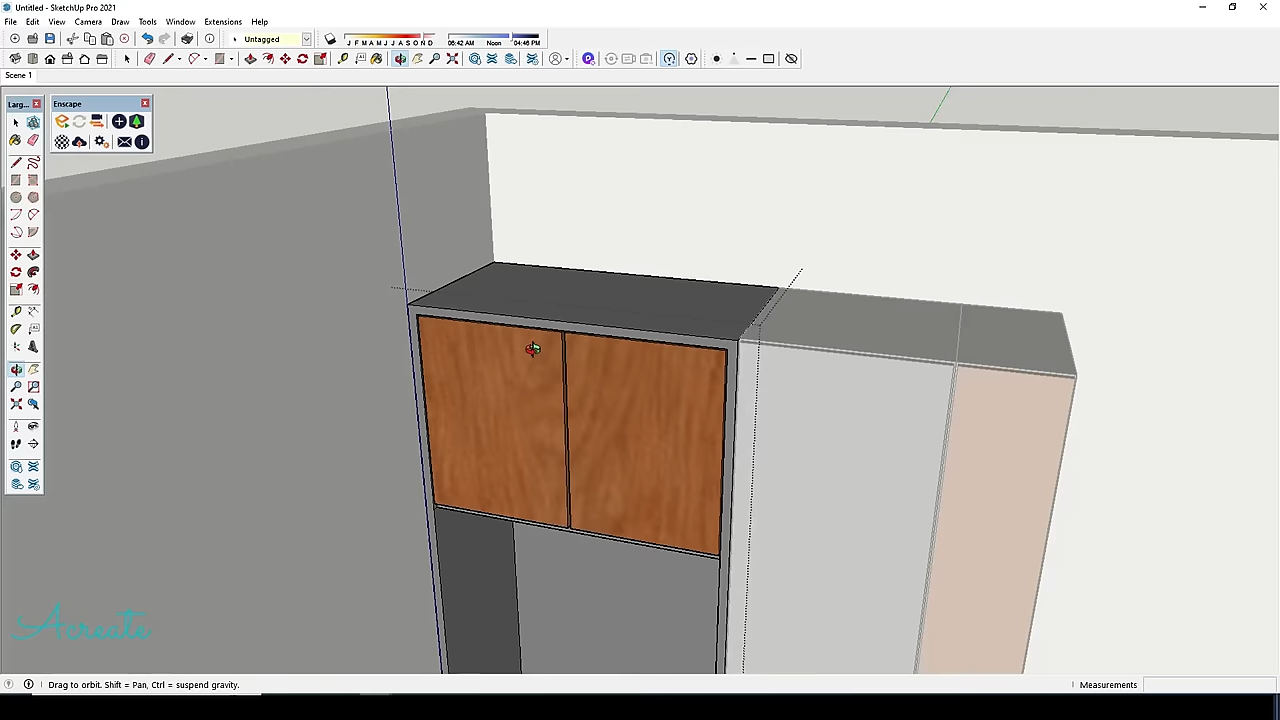 Untitled - SketchUp Pro 2021
File Edit View Camera Draw Tools Window Extensions Help
Untagged
J F M A M J J A S O N D
06:42 AM Noon 04:46 PM
Scene 1
Larg...
Enscape
Acreate
Drag to orbit. Shift = Pan, Ctrl = suspend gravity.
Measurements